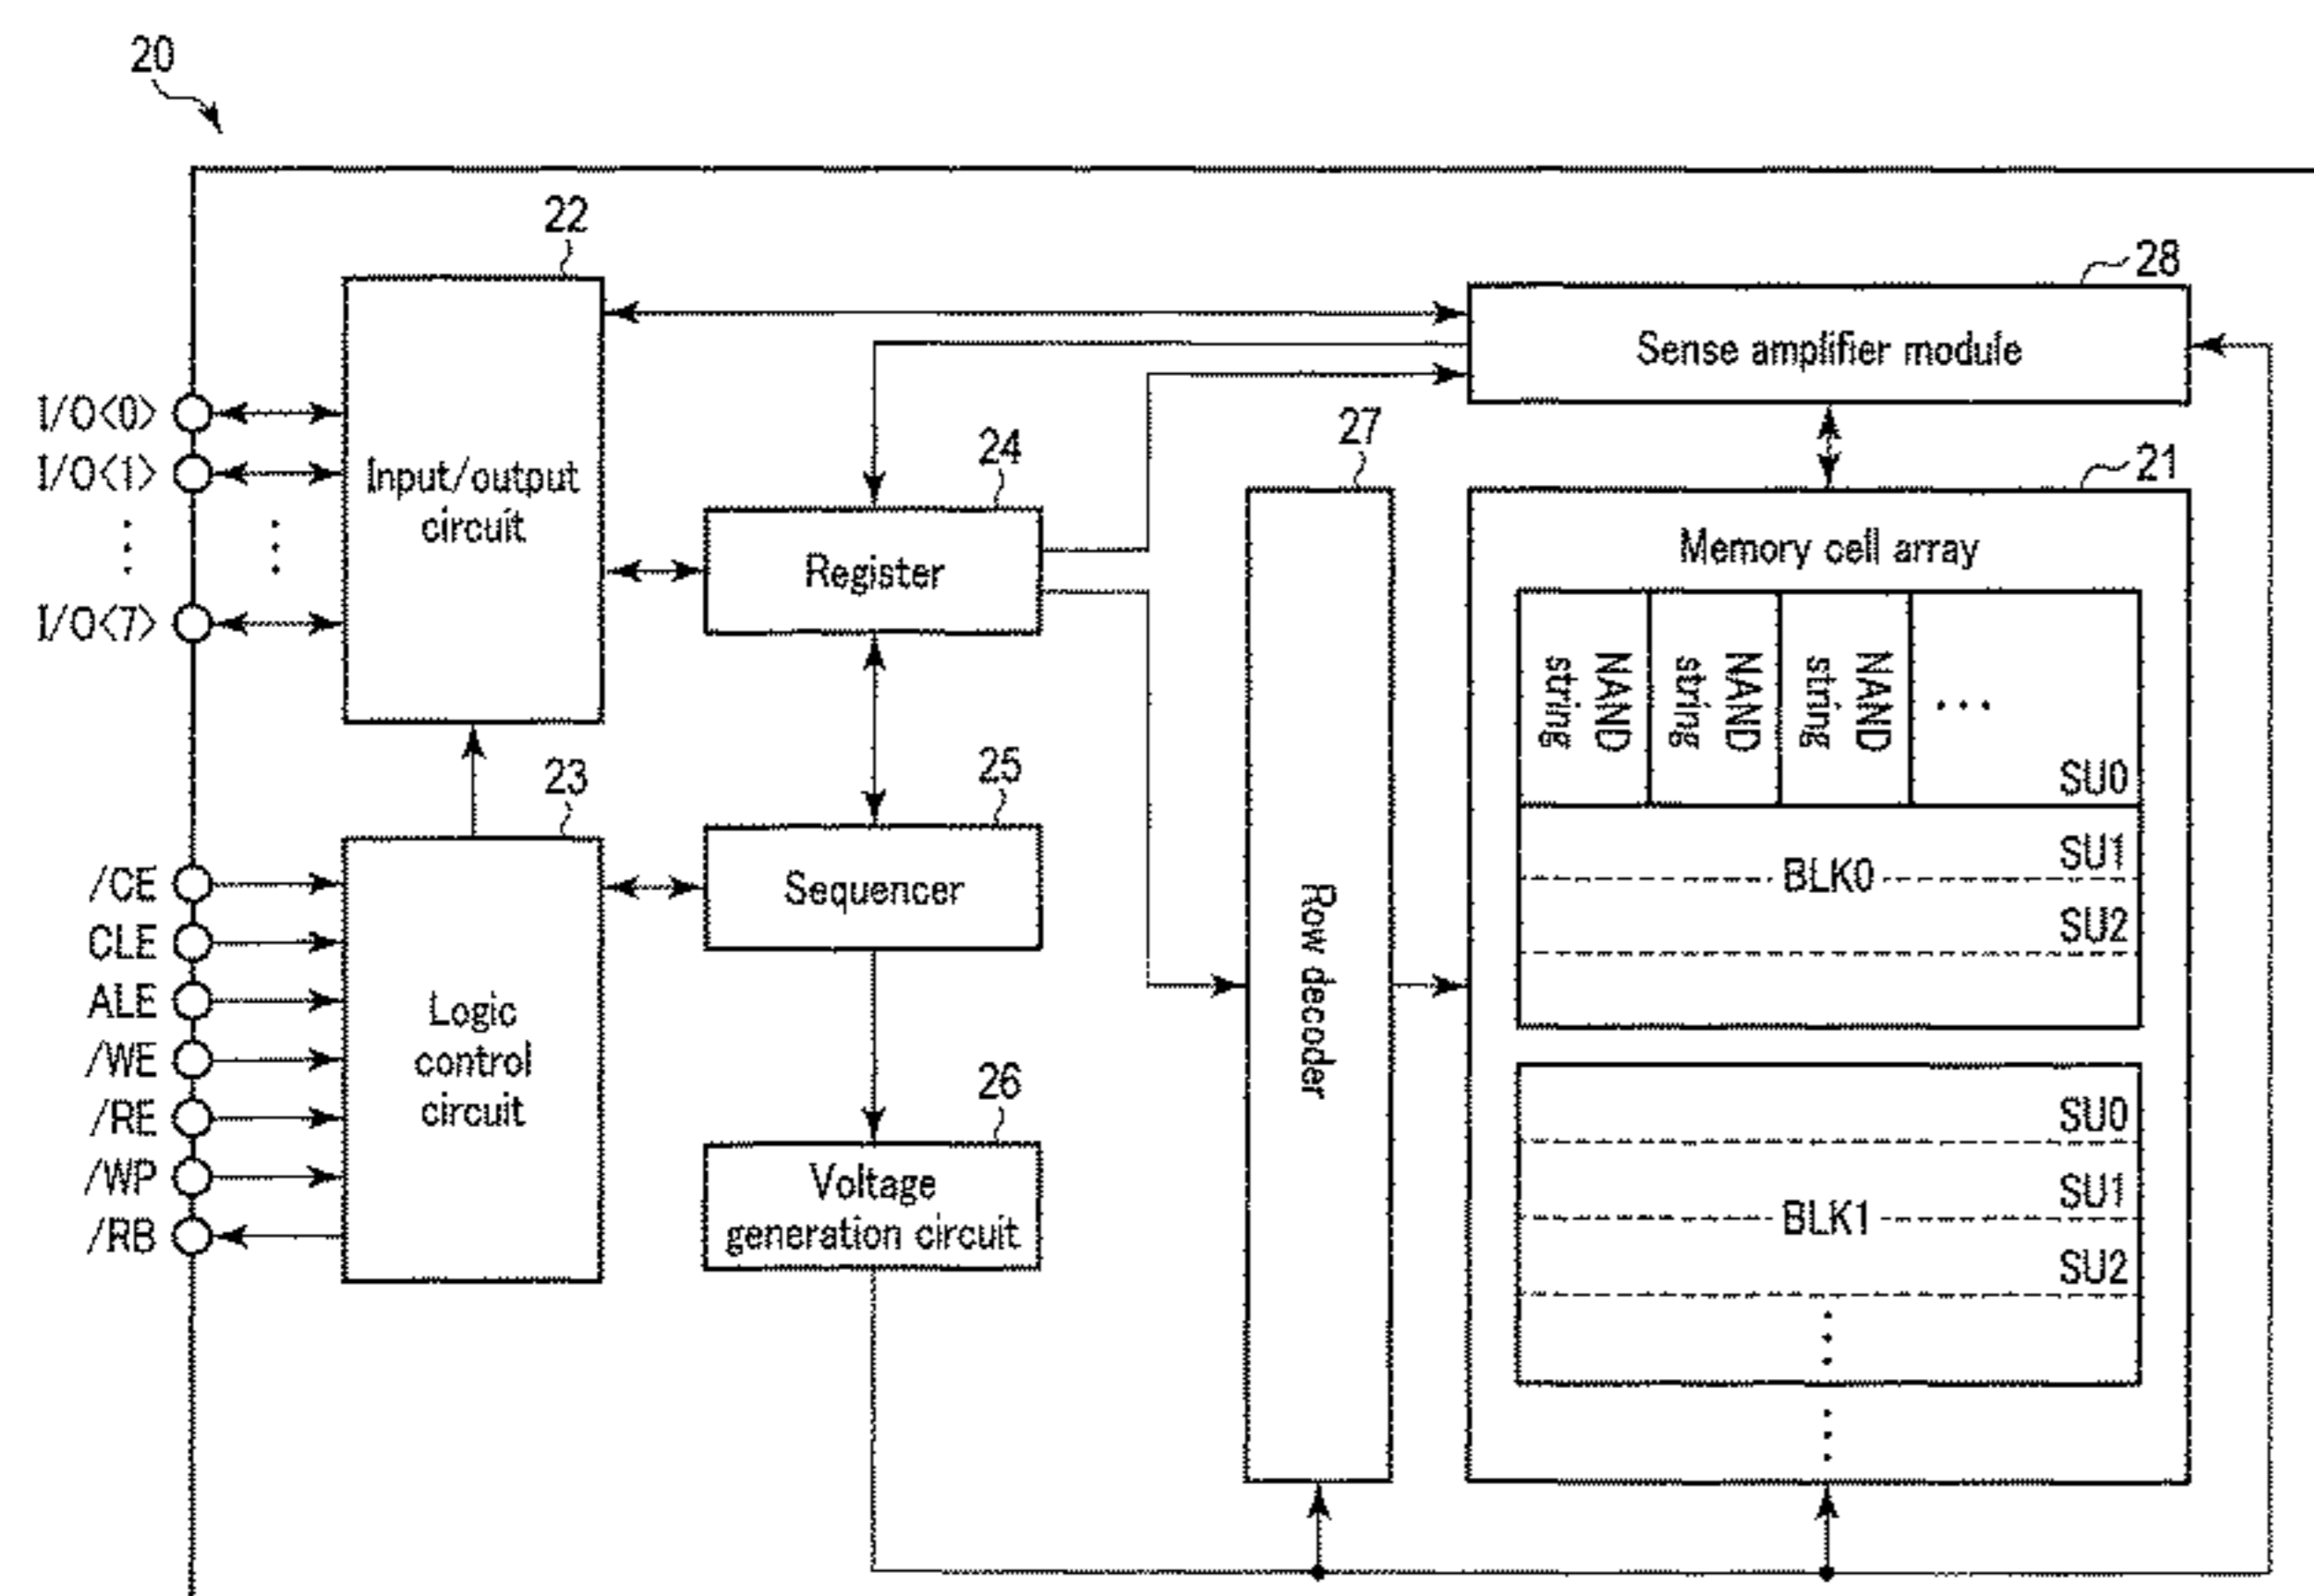 20
22
28
Sense amplifier module
I/O<0>
I/O<1>
I/O<7>
Input/output
circuit
24
Register
27
Row decoder
21
Memory cell array
NAND
string
NAND
string
NAND
string
...
SU0
SU1
BLK0
SU2
23
25
Sequencer
/CE
CLE
ALE
/WE
/RE
/WP
/RB
Logic
control
circuit
26
Voltage
generation circuit
SU0
SU1
BLK1
SU2